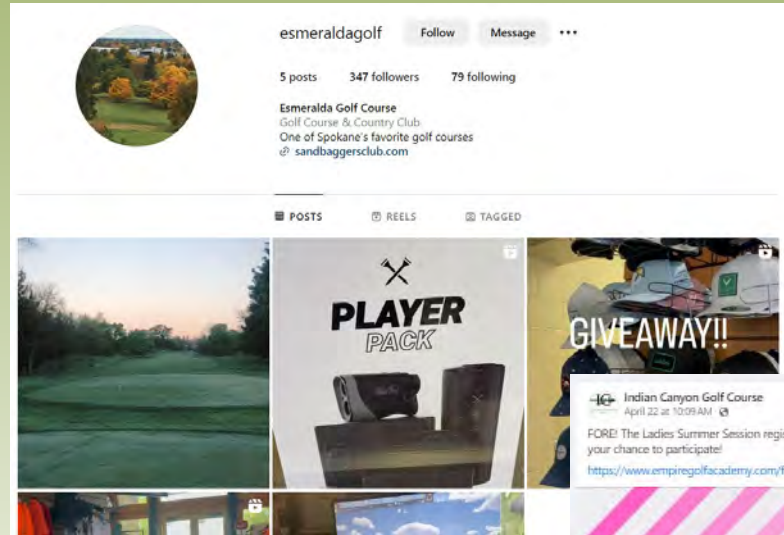 esmeraldagolf Follow Message •••
5 posts 347 followers 79 following
Esmeralda Golf Course
Golf Course & Country Club
One of Spokane's favorite golf courses
sandbaggersclub.com
POSTS REELS TAGGED
PLAYER
PACK
GIVEAWAY!!
Indian Canyon Golf Course
April 22 at 10:09 AM
FORE! The Ladies Summer Session regi
your chance to participate!
https://www.empiregolfacademy.com/f